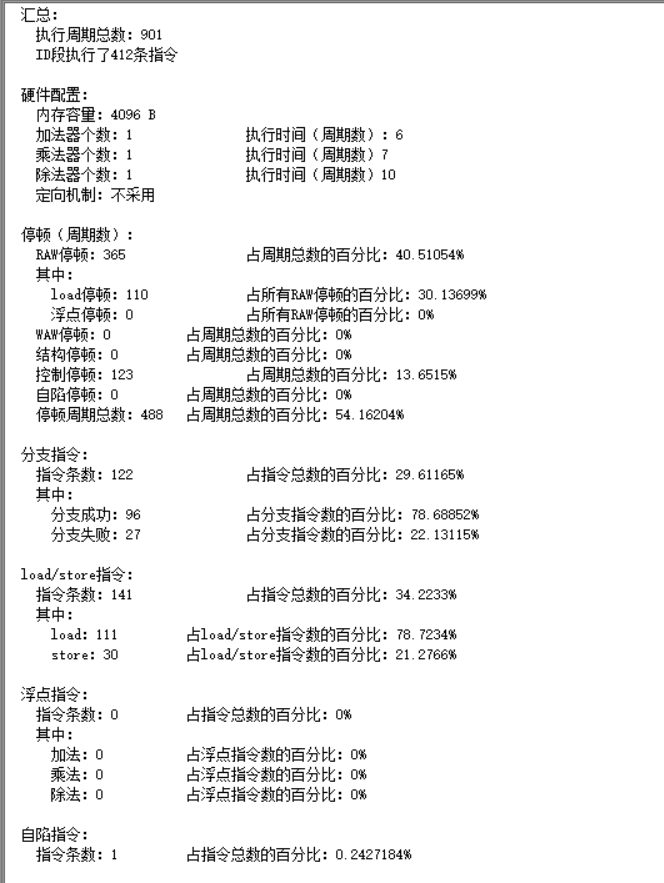 汇总:
执行周期总数: 901
ID段执行了412条指令
硬件配置:
内存容量: 4096 B
加法器个数: 1 执行时间(周期数): 6
乘法器个数: 1 执行时间(周期数)7
除法器个数: 1 执行时间(周期数)10
定向机制: 不采用
停顿(周期数):
RAW停顿: 365 占周期总数的百分比: 40.51054%
其中:
load停顿: 110 占所有RAW停顿的百分比: 30.13699%
浮点停顿: 0 占所有RAW停顿的百分比: 0%
WAW停顿: 0 占周期总数的百分比: 0%
结构停顿: 0 占周期总数的百分比: 0%
控制停顿: 123 占周期总数的百分比: 13.6515%
自陷停顿: 0 占周期总数的百分比: 0%
停顿周期总数: 488 占周期总数的百分比: 54.16204%
分支指令:
指令条数: 122 占指令总数的百分比: 29.61165%
其中:
分支成功: 96 占分支指令数的百分比: 78.68852%
分支失败: 27 占分支指令数的百分比: 22.13115%
load/store指令:
指令条数: 141 占指令总数的百分比: 34.2233%
其中:
load: 111 占load/store指令数的百分比: 78.7234%
store: 30 占load/store指令数的百分比: 21.2766%
浮点指令:
指令条数: 0 占指令总数的百分比: 0%
其中:
加法: 0 占浮点指令数的百分比: 0%
乘法: 0 占浮点指令数的百分比: 0%
除法: 0 占浮点指令数的百分比: 0%
自陷指令:
指令条数: 1 占指令总数的百分比: 0.2427184%